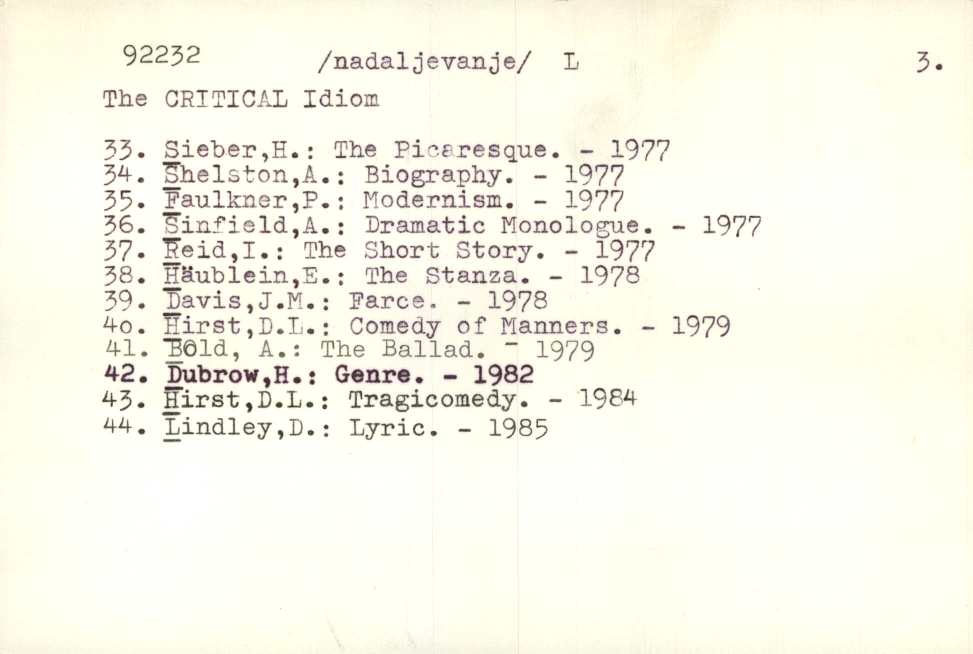 92232 /nadaljevanje/ L 3.
The CRITICAL Idiom
33. Sieber,H.: The Picaresque. - 1977
34. Shelston,A.: Biography. - 1977
35. Faulkner,P.: Modernism. - 1977
36. Sinfield,A.: Dramatic Monologue. - 1977
37. Reid,I.: The Short Story. - 1977
38. Häublein,E.: The Stanza. - 1978
39. Davis,J.M.: Farce. - 1978
4o. Hirst,D.L.: Comedy of Manners. - 1979
41. Bold, A.: The Ballad. - 1979
42. Dubrow,H.: Genre. - 1982
43. Hirst,D.L.: Tragicomedy. - 1984
44. Lindley,D.: Lyric. - 1985